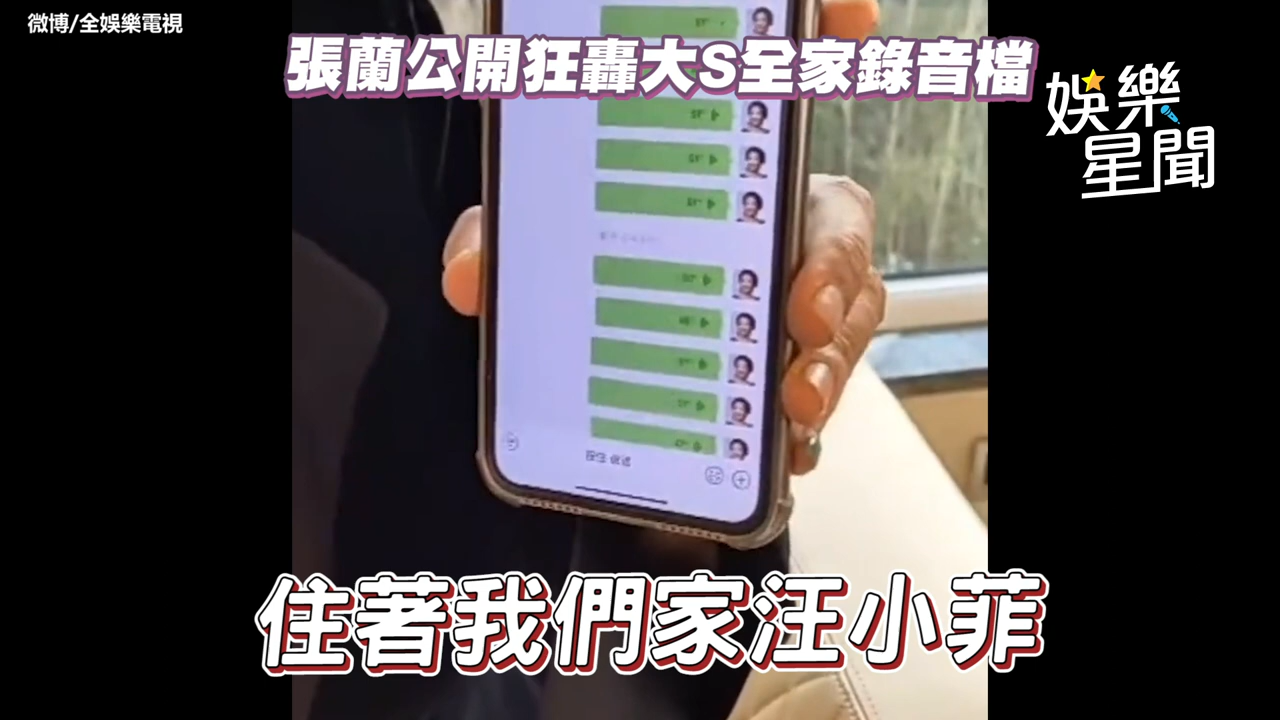 微博/全娛樂電視
張蘭公開狂轟大S全家錄音檔
娛樂
星聞
住著我們家汪小菲